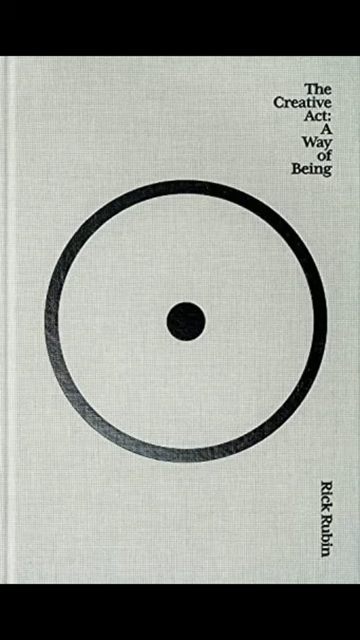 The
Creative
Act:
A
Way
of
Being
Rick Rubin